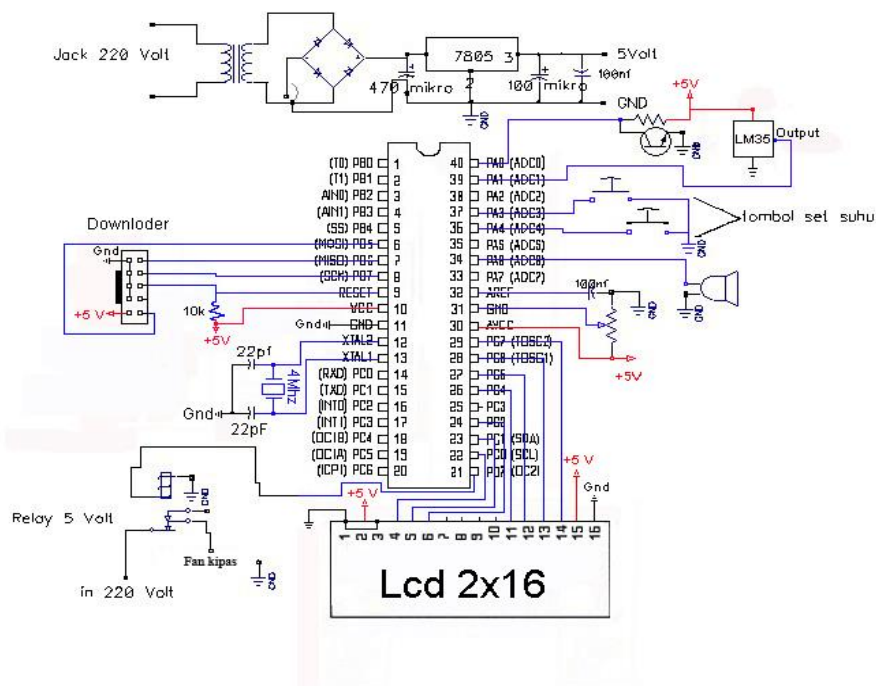 Jack 220 Volt
7805 3
2
5Volt
470 mikro
100 mikro
100nf
GND
GND
+5V
LM35
Output
GND
(T0) PB0 1
(T1) PB1 2
AIN0) PB2 3
(AIN1) PB3 4
(SS) PB4 5
(MOSI) PB5 6
(MISO) PB6 7
(SCK) PB7 8
RESET 9
VCC 10
GND 11
XTAL2 12
XTAL1 13
(RXD) PC0 14
(TXD) PC1 15
(INT0) PC2 16
(INT1) PC3 17
(OC1B) PC4 18
(OC1A) PC5 19
(ICP1) PC6 20
40 PA0 (ADC0)
39 PA1 (ADC1)
38 PA2 (ADC2)
37 PA3 (ADC3)
36 PA4 (ADC4)
35 PA5 (ADC5)
34 PA6 (ADC6)
33 PA7 (ADC7)
32 AREF
31 GND
30 AVCC
29 PC7 (TOSC2)
28 PC6 (TOSC1)
27 PC5
26 PC4
25 PC3
24 PC2
23 PC1 (SDA)
22 PC0 (SCL)
21 PD7 (OC2)
tombol set suhu
GND
GND
100nf
GND
+5V
Downloder
Gnd
+5 V
10k
+5V
Gnd
22pf
4Mhz
Gnd
22pF
GND
Relay 5 Volt
Fan kipas
in 220 Volt
GND
+5 V
+5 V
Gnd
1 2 3 4 5 6 7 8 9 10 11 12 13 14 15 16
Lcd 2x16